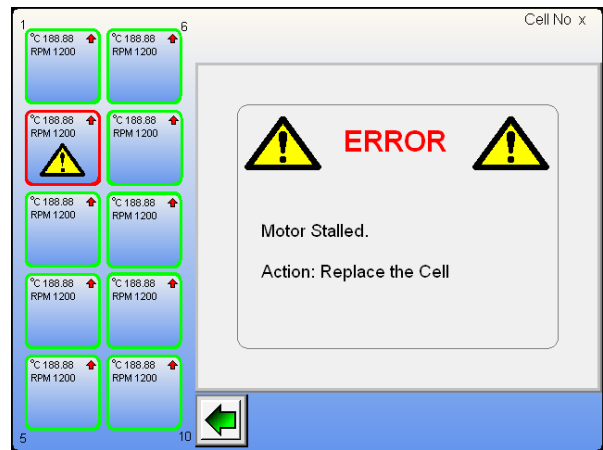 1
6
Cell No x
°C 188.88
RPM 1200
°C 188.88
RPM 1200
°C 188.88
RPM 1200
°C 188.88
RPM 1200
°C 188.88
RPM 1200
°C 188.88
RPM 1200
°C 188.88
RPM 1200
°C 188.88
RPM 1200
°C 188.88
RPM 1200
°C 188.88
RPM 1200
5
10
ERROR
Motor Stalled.
Action: Replace the Cell